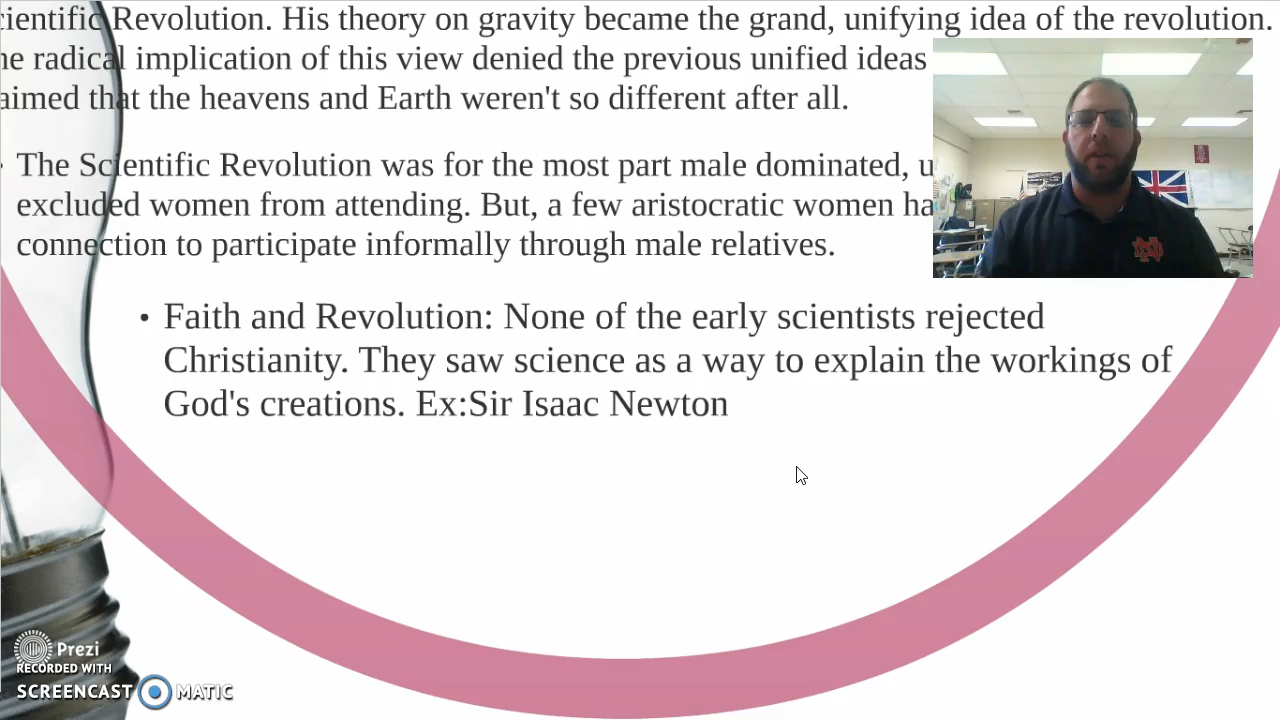 cientific Revolution. His theory on gravity became the grand, unifying idea of the revolution.
he radical implication of this view denied the previous unified ideas
aimed that the heavens and Earth weren't so different after all.
• The Scientific Revolution was for the most part male dominated, u
excluded women from attending. But, a few aristocratic women ha
connection to participate informally through male relatives.
• Faith and Revolution: None of the early scientists rejected
Christianity. They saw science as a way to explain the workings of
God's creations. Ex:Sir Isaac Newton
Prezi
RECORDED WITH
SCREENCAST MATIC